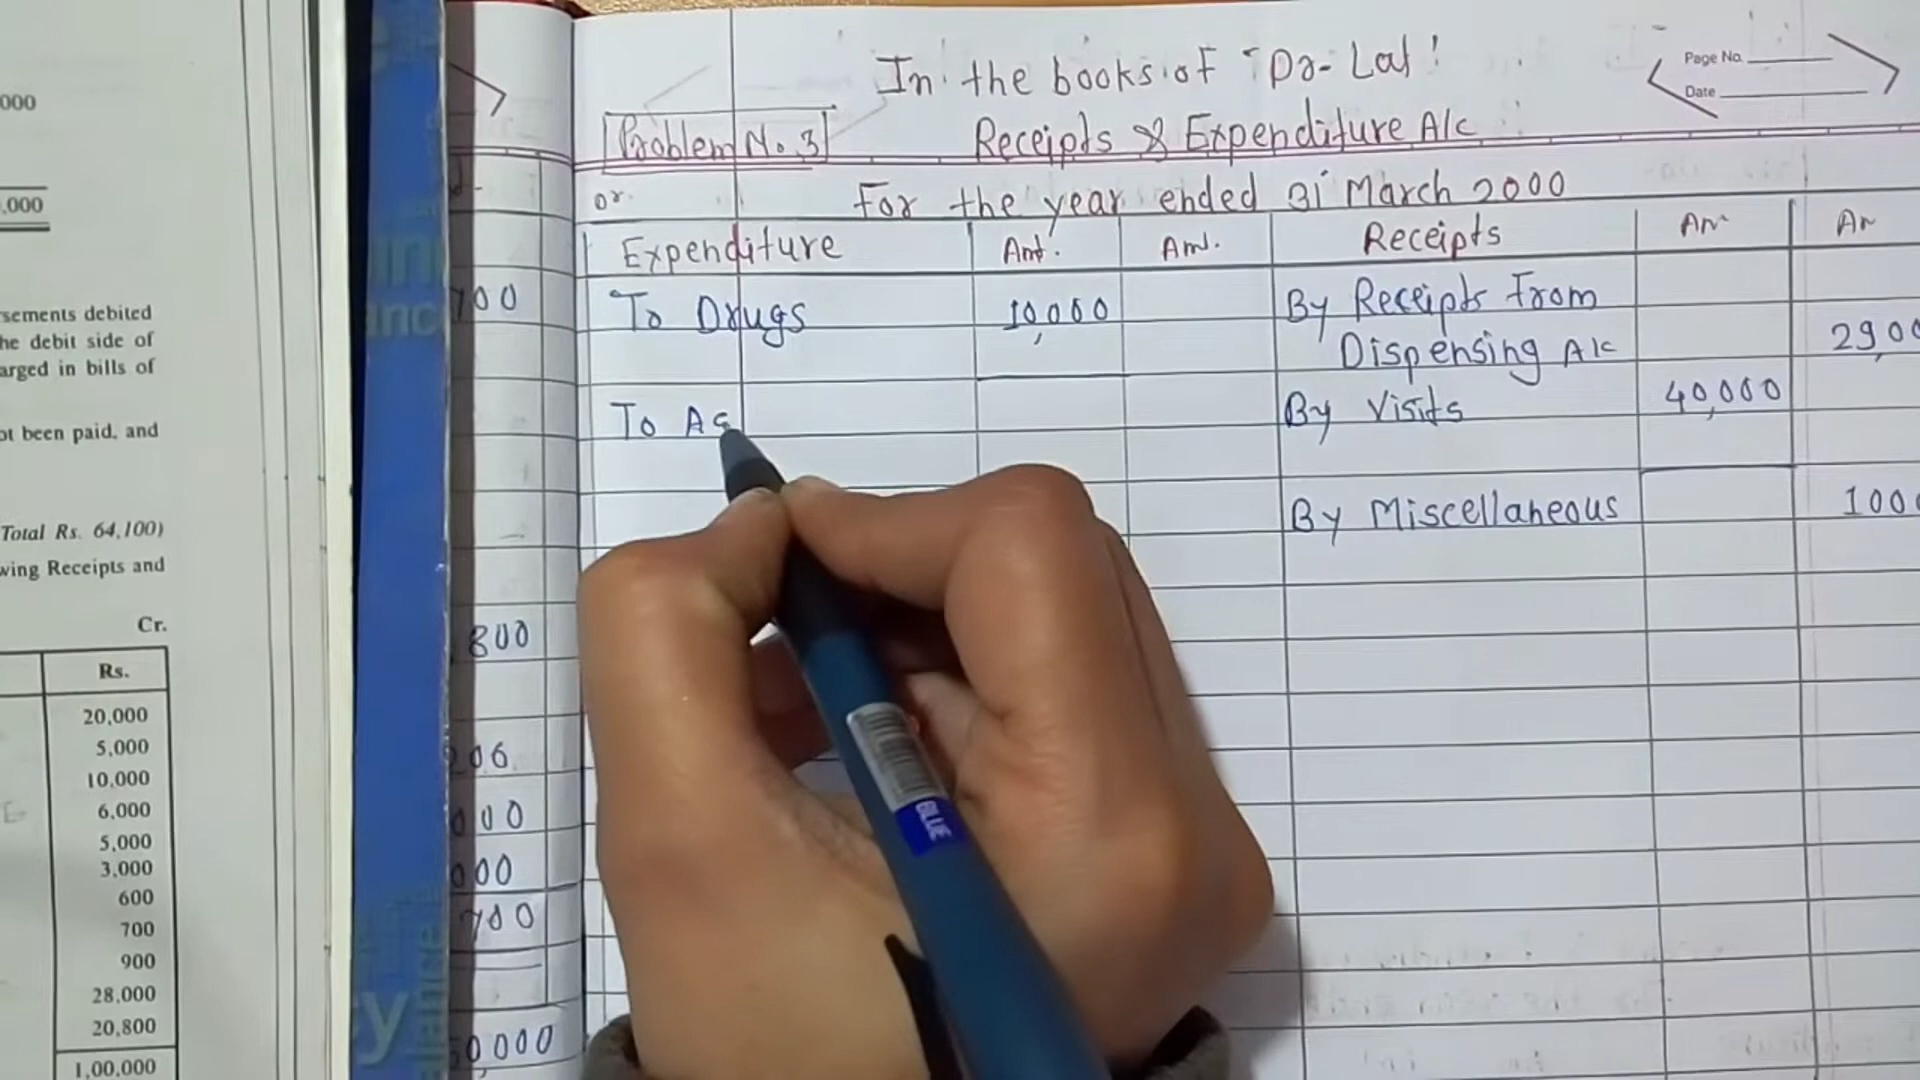 000
,000
sements debited
he debit side of
arged in bills of
ot been paid, and
Total Rs. 64,100)
wing Receipts and
Cr.
Rs.
20,000
5,000
10,000
6,000
5,000
3,000
600
700
900
28,000
20,800
1,00,000
700
800
000
000
0,000
In the books of "Dr- Lal"
Page No.
Date
Problem No. 3
Receipts & Expenditure A/c
or
For the year ended 31 March 2000
Expenditure Amt. Amt. Receipts Am Am
To Drugs 10,000 By Receipts From
Dispensing A/c 29,00
To As By Visits 40,000
By Miscellaneous 100
BLUE